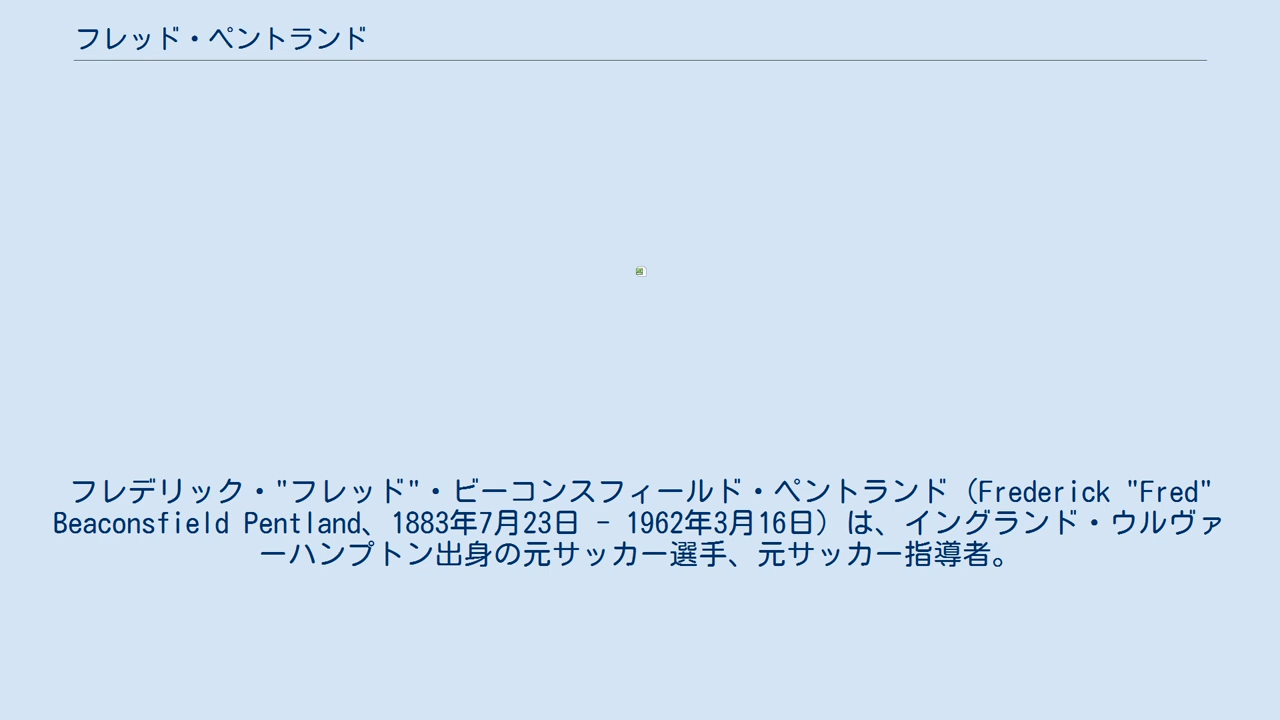 フレッド・ペントランド
フレデリック・"フレッド"・ビーコンスフィールド・ペントランド（Frederick "Fred"
Beaconsfield Pentland、1883年7月23日 - 1962年3月16日）は、イングランド・ウルヴァ
ーハンプトン出身の元サッカー選手、元サッカー指導者。